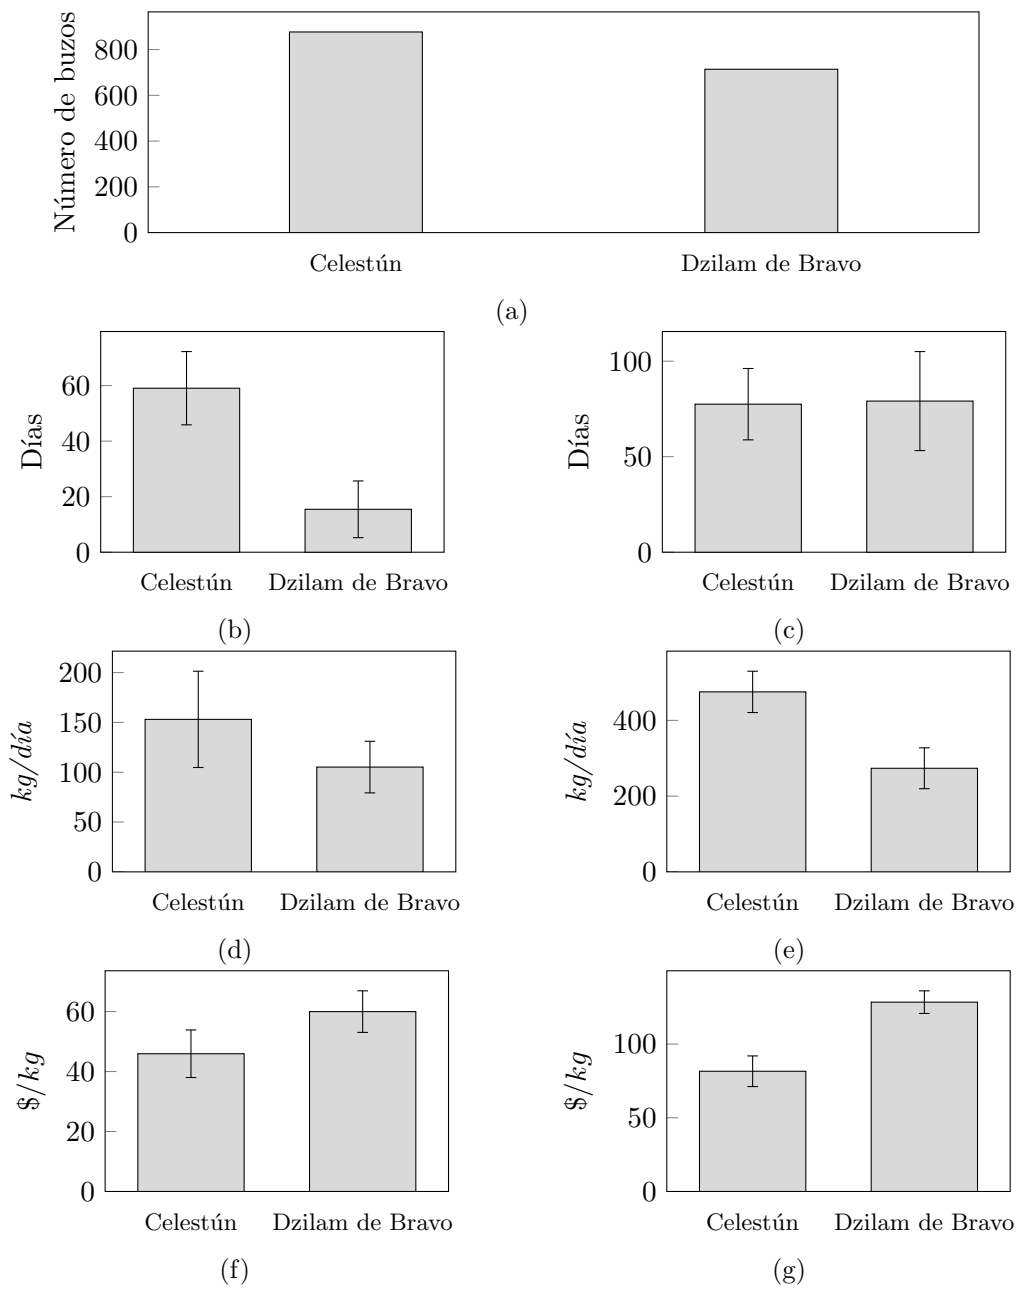 Número de buzos
800
600
400
200
0
Celestún Dzilam de Bravo
(a)
Días
60
40
20
0
Celestún Dzilam de Bravo
(b)
Días
100
50
0
Celestún Dzilam de Bravo
(c)
kg/día
200
150
100
50
0
Celestún Dzilam de Bravo
(d)
kg/día
400
200
0
Celestún Dzilam de Bravo
(e)
$/kg
60
40
20
0
Celestún Dzilam de Bravo
(f)
$/kg
100
50
0
Celestún Dzilam de Bravo
(g)